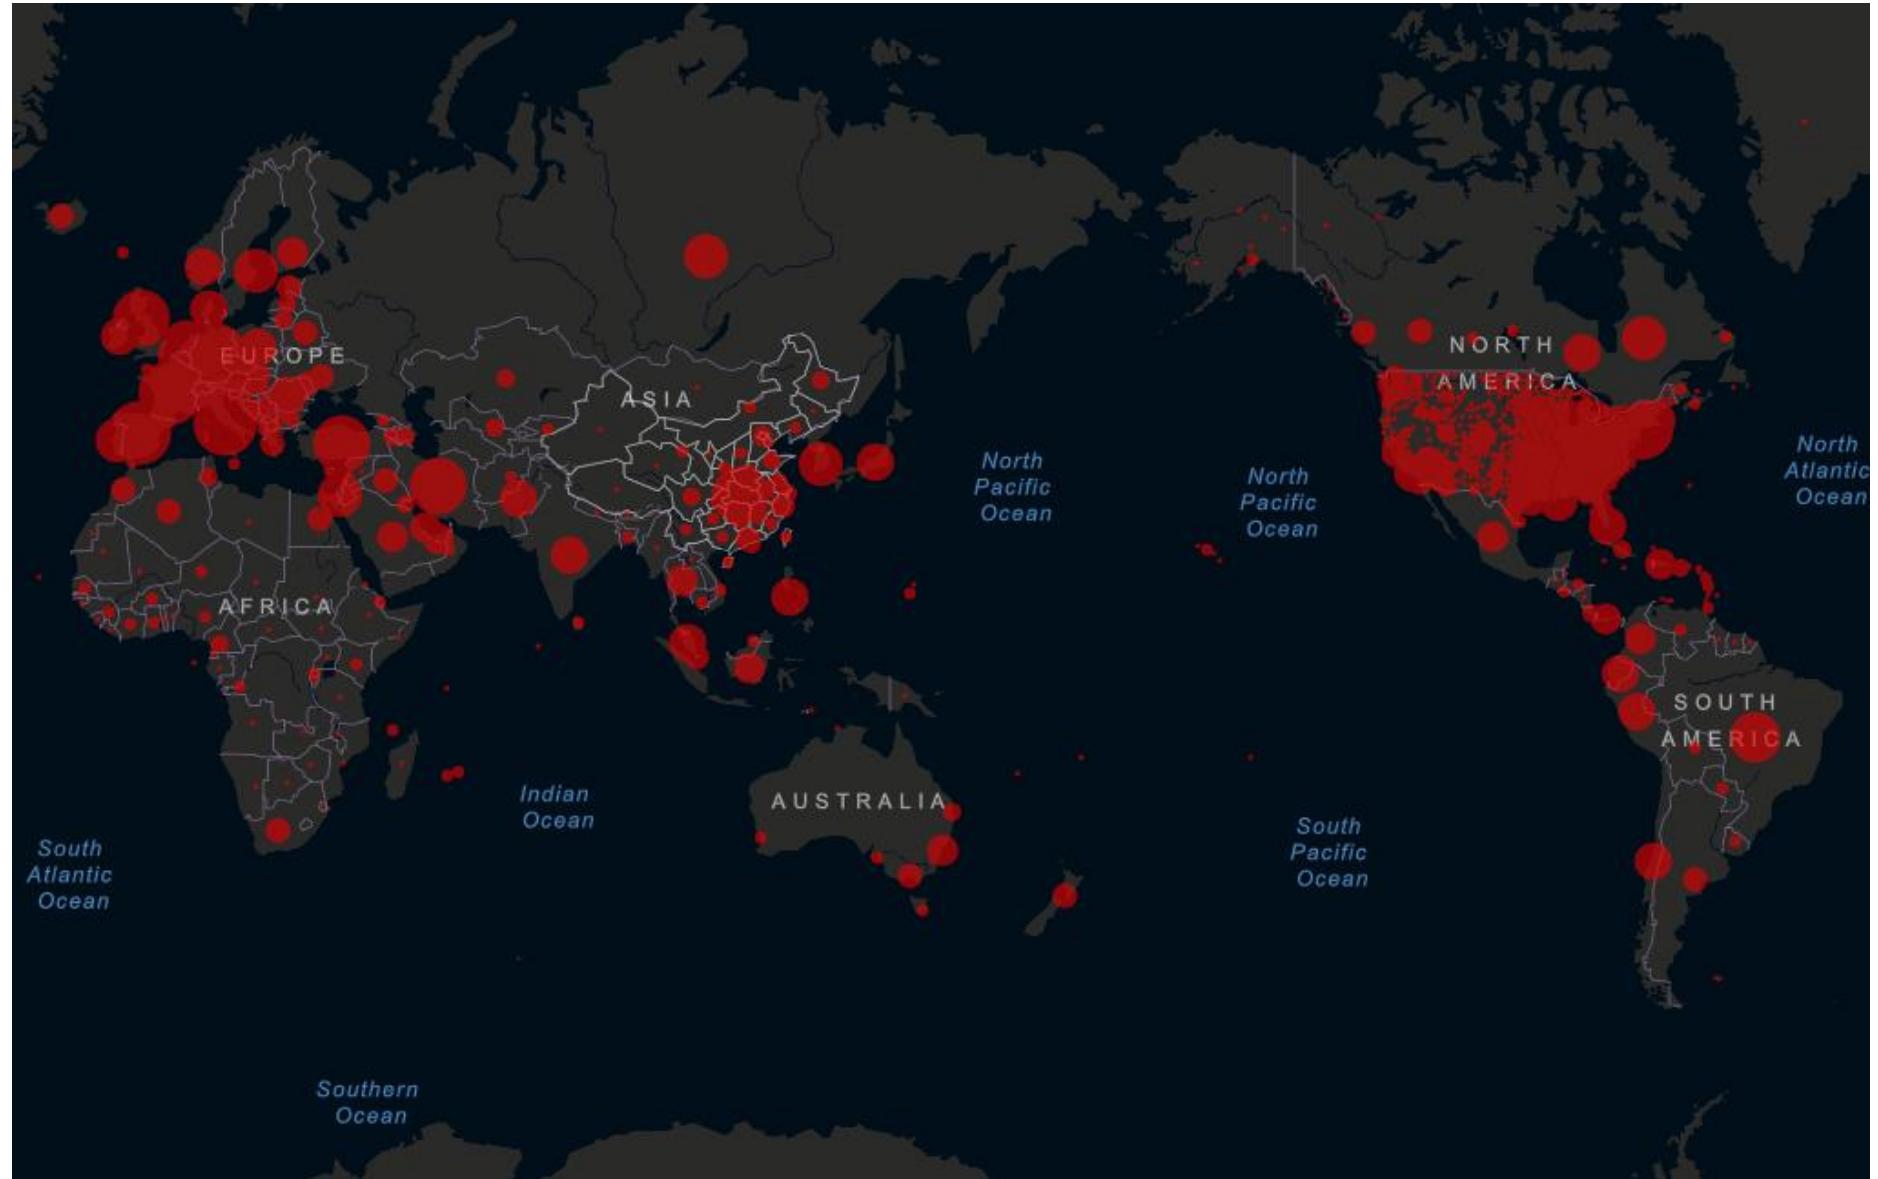 EUROPE
ASIA
NORTH
AMERICA
North
Pacific
Ocean
North
Pacific
Ocean
North
Atlantic
Ocean
AFRICA
SOUTH
AMERICA
AUSTRALIA
Indian
Ocean
South
Atlantic
Ocean
South
Pacific
Ocean
Southern
Ocean